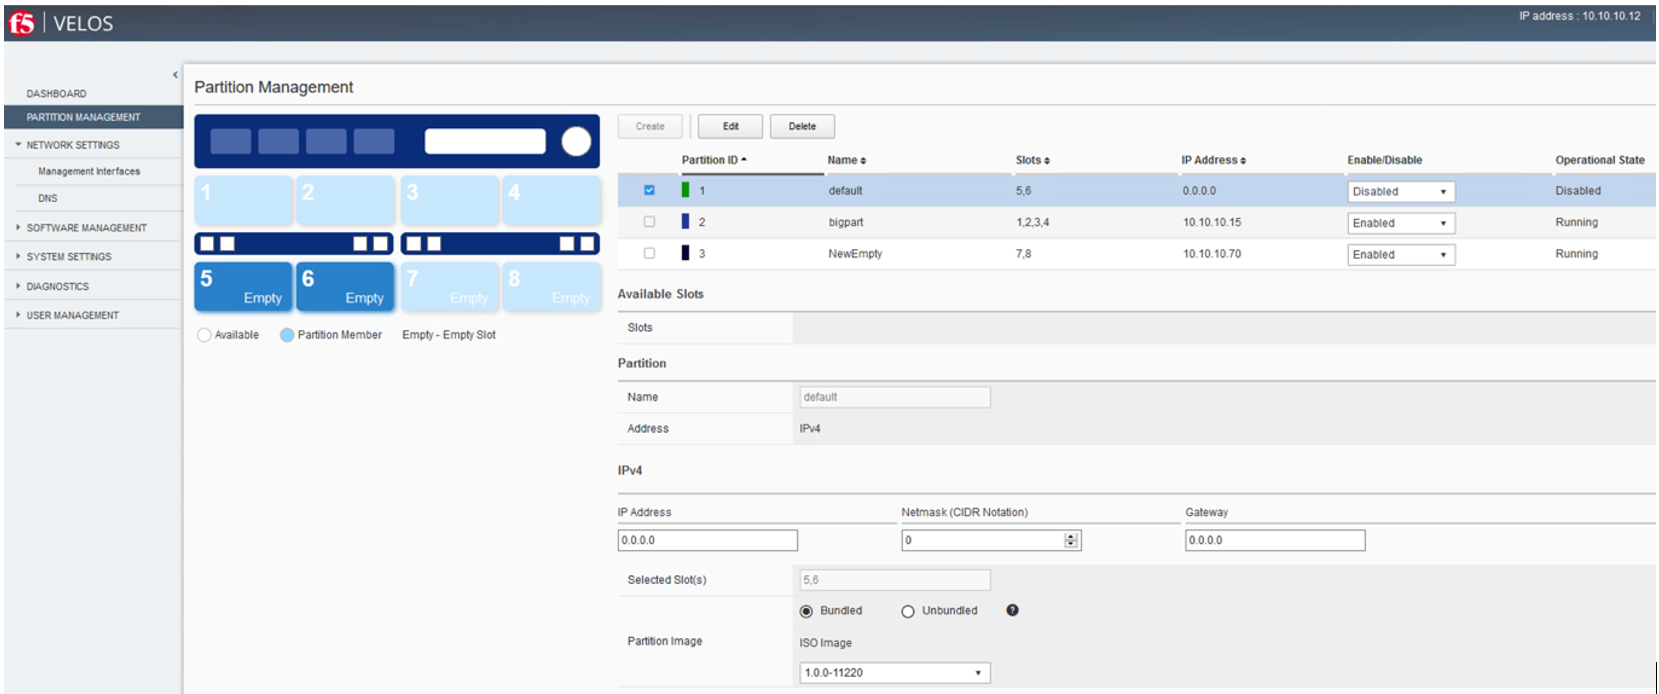 f5 VELOS
IP address : 10.10.10.12
DASHBOARD
PARTITION MANAGEMENT
NETWORK SETTINGS
Management Interfaces
DNS
SOFTWARE MANAGEMENT
SYSTEM SETTINGS
DIAGNOSTICS
USER MANAGEMENT
Partition Management
1 2 3 4
5 Empty 6 Empty 7 Empty 8 Empty
Available Partition Member Empty - Empty Slot
Create Edit Delete
Partition ID Name Slots IP Address Enable/Disable Operational State
1 default 5,6 0.0.0.0 Disabled Disabled
2 bigpart 1,2,3,4 10.10.10.15 Enabled Running
3 NewEmpty 7,8 10.10.10.70 Enabled Running
Available Slots
Slots
Partition
Name default
Address IPv4
IPv4
IP Address Netmask (CIDR Notation) Gateway
0.0.0.0 0 0.0.0.0
Selected Slot(s) 5,6
Bundled Unbundled ?
Partition Image ISO Image
1.0.0-11220